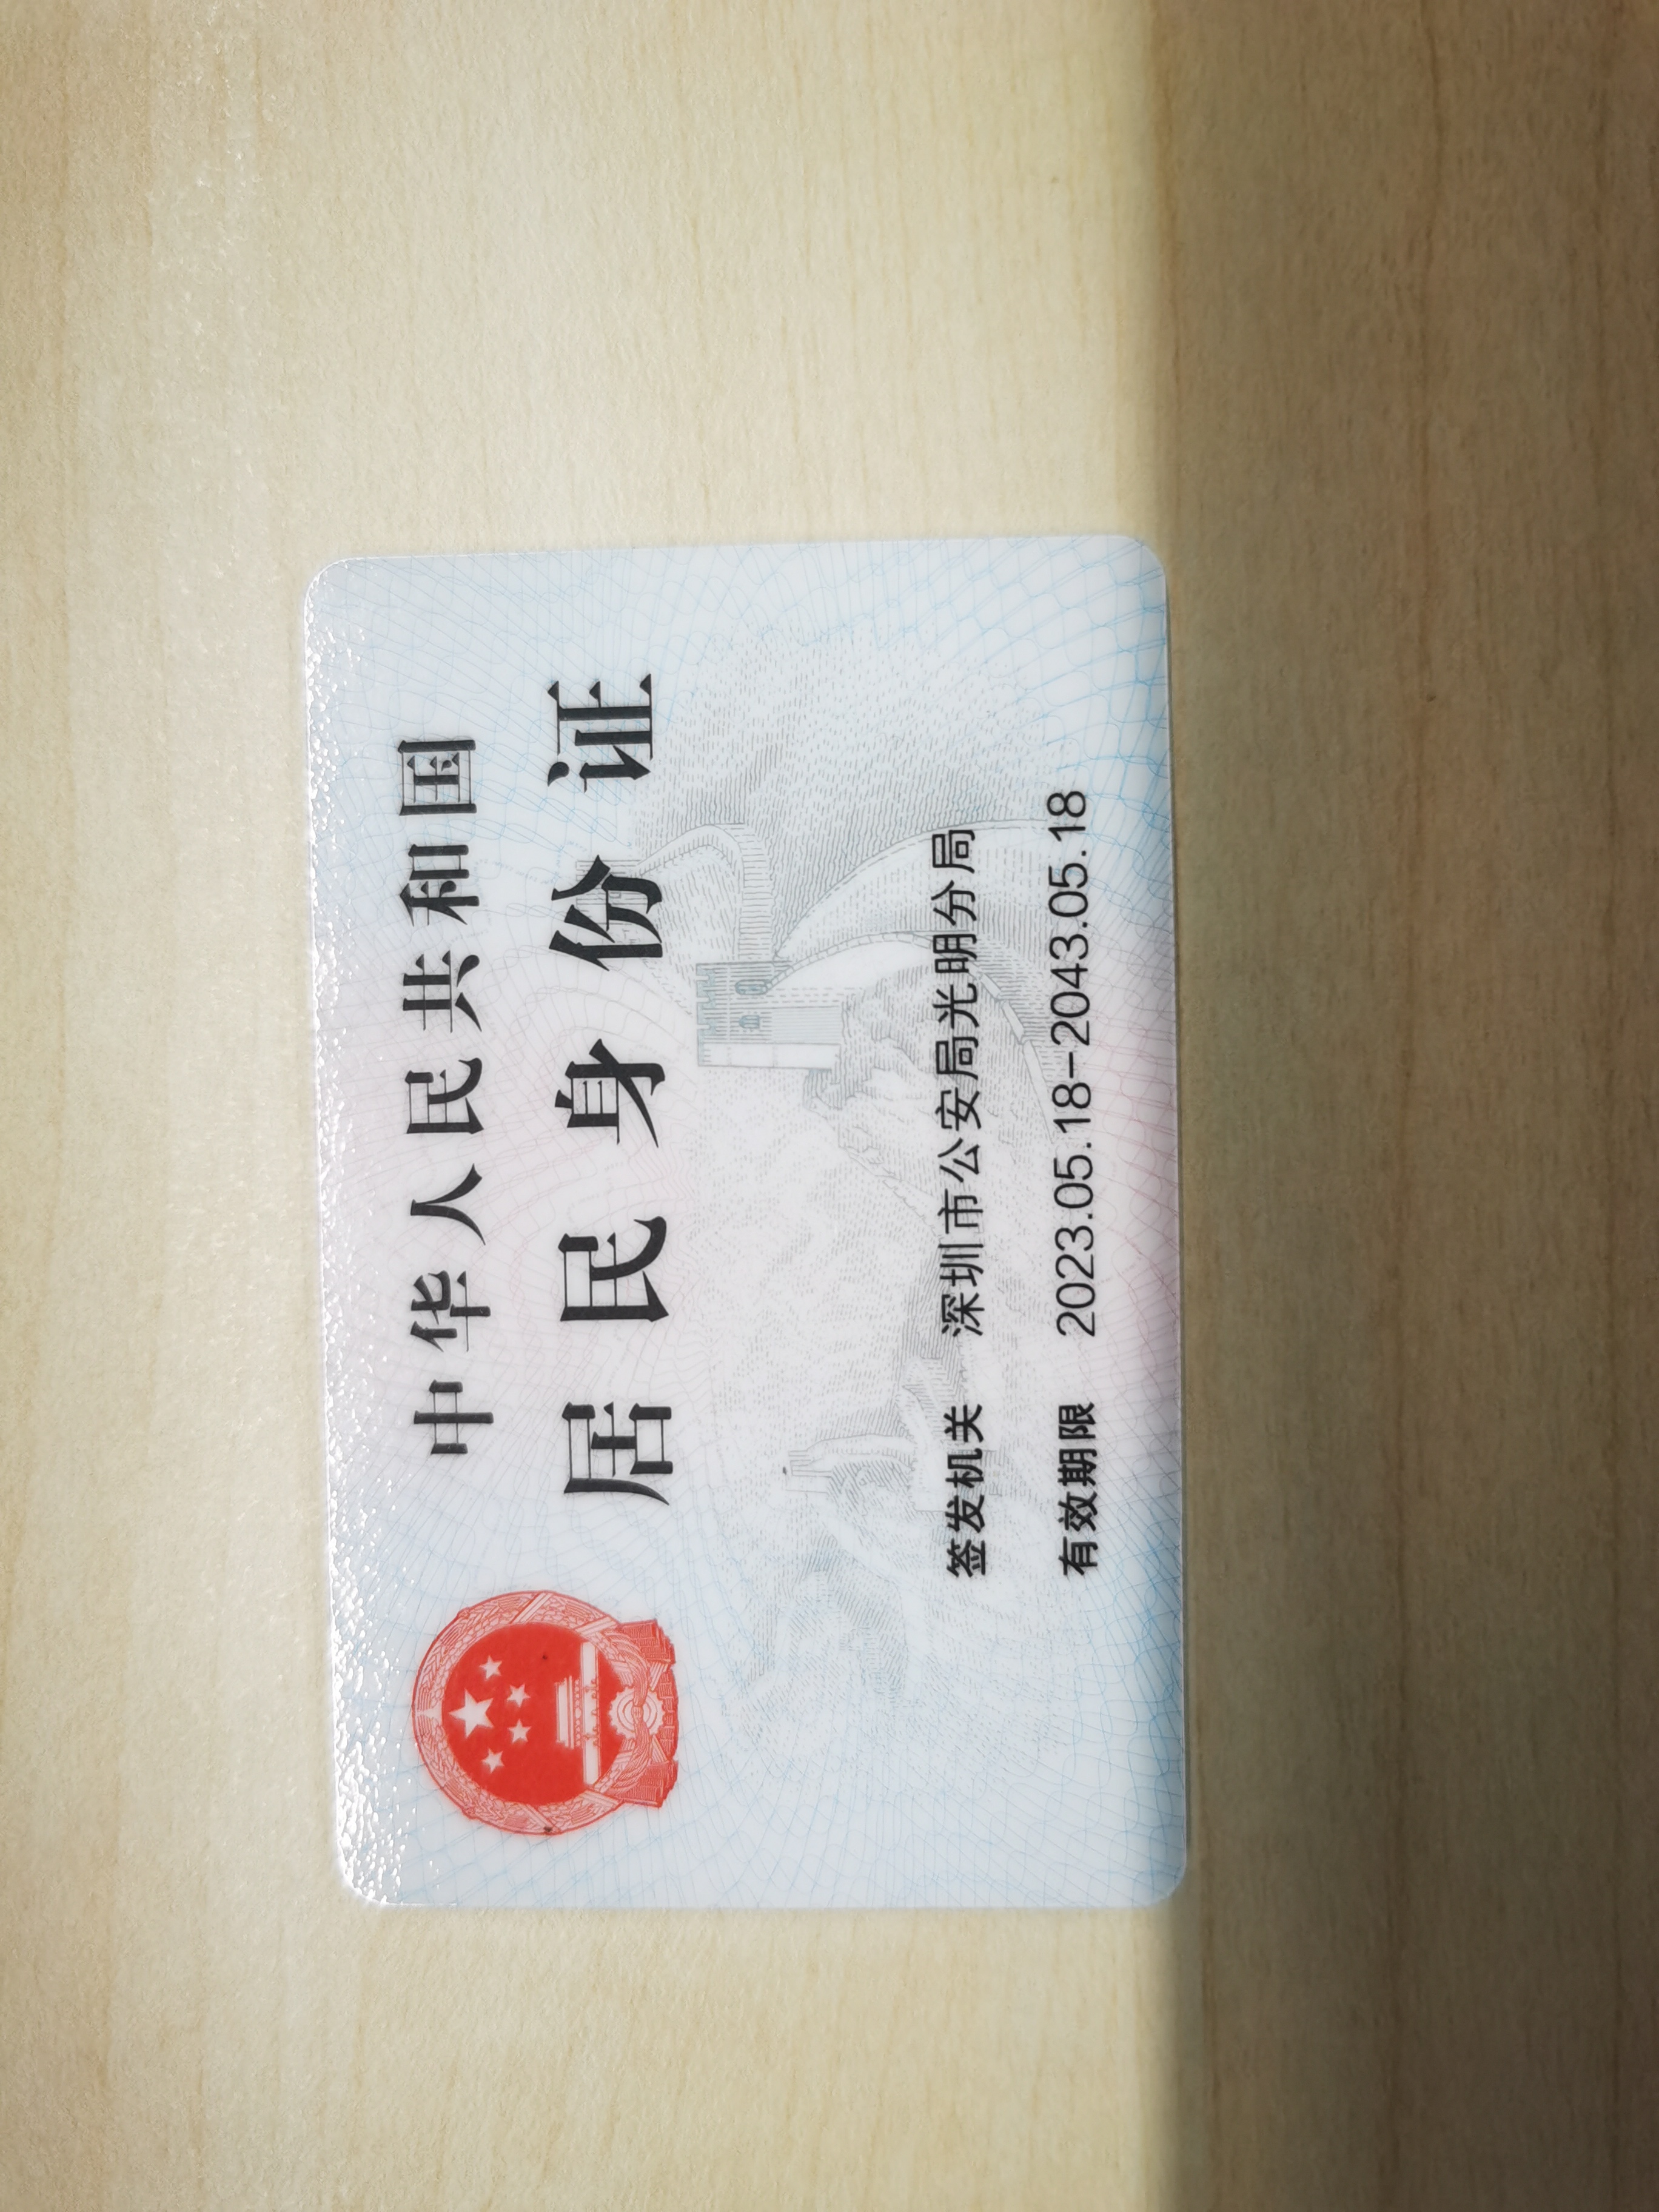 中华人民共和国
居民身份证
签发机关 深圳市公安局光明分局
有效期限 2023.05.18-2043.05.18